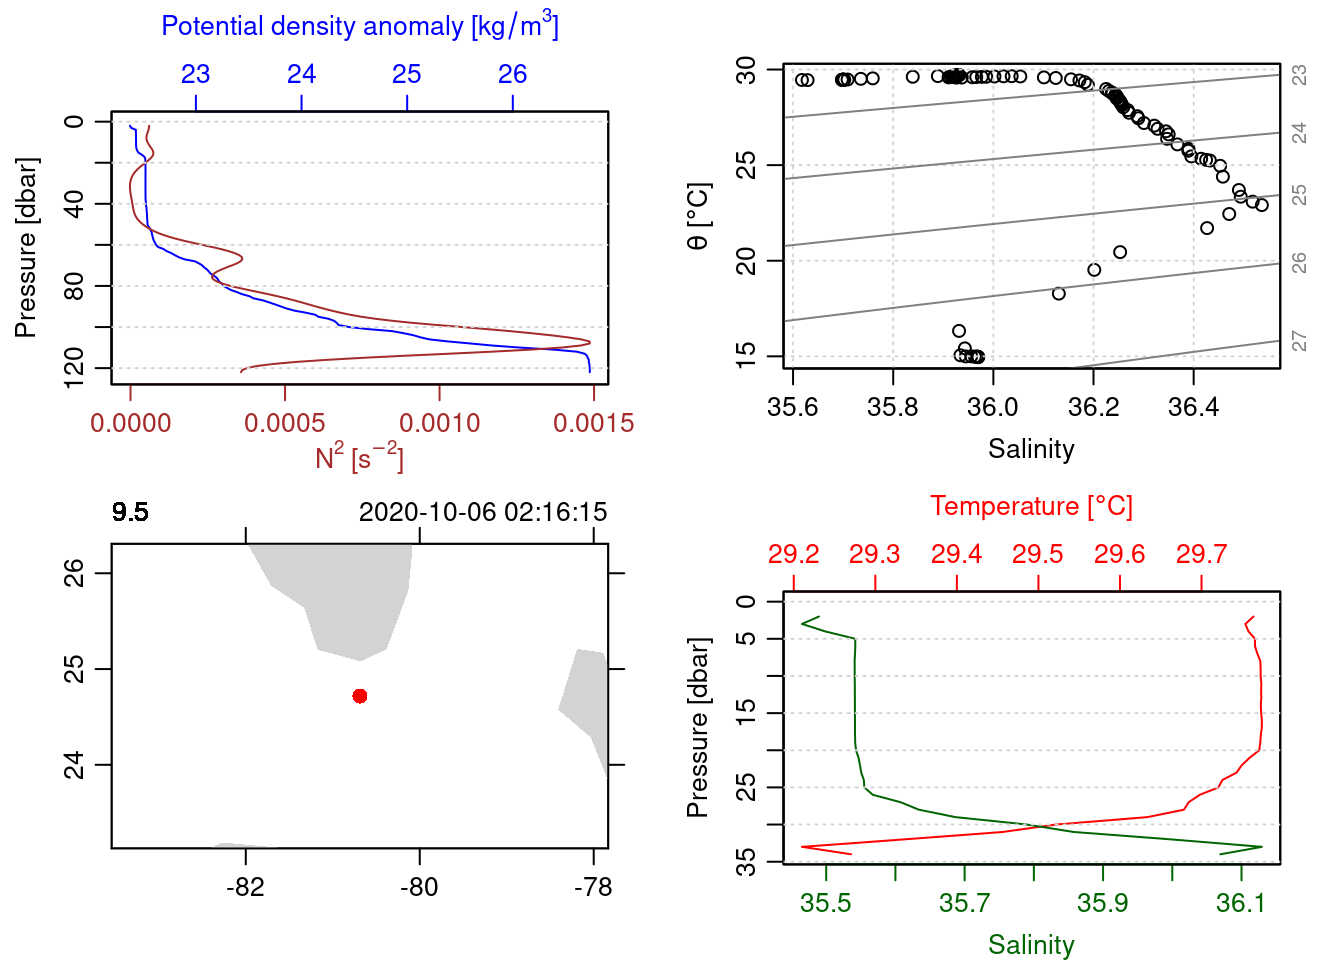 Potential density anomaly [kg/m³]
23 24 25 26
0
40
80
120
Pressure [dbar]
0.0000 0.0005 0.0010 0.0015
N² [s⁻²]
30
25
20
15
θ [°C]
23
24
25
26
27
35.6 35.8 36.0 36.2 36.4
Salinity
9.5 2020-10-06 02:16:15
26
25
24
-82 -80 -78
Temperature [°C]
29.2 29.3 29.4 29.5 29.6 29.7
0
5
15
25
35
Pressure [dbar]
35.5 35.7 35.9 36.1
Salinity